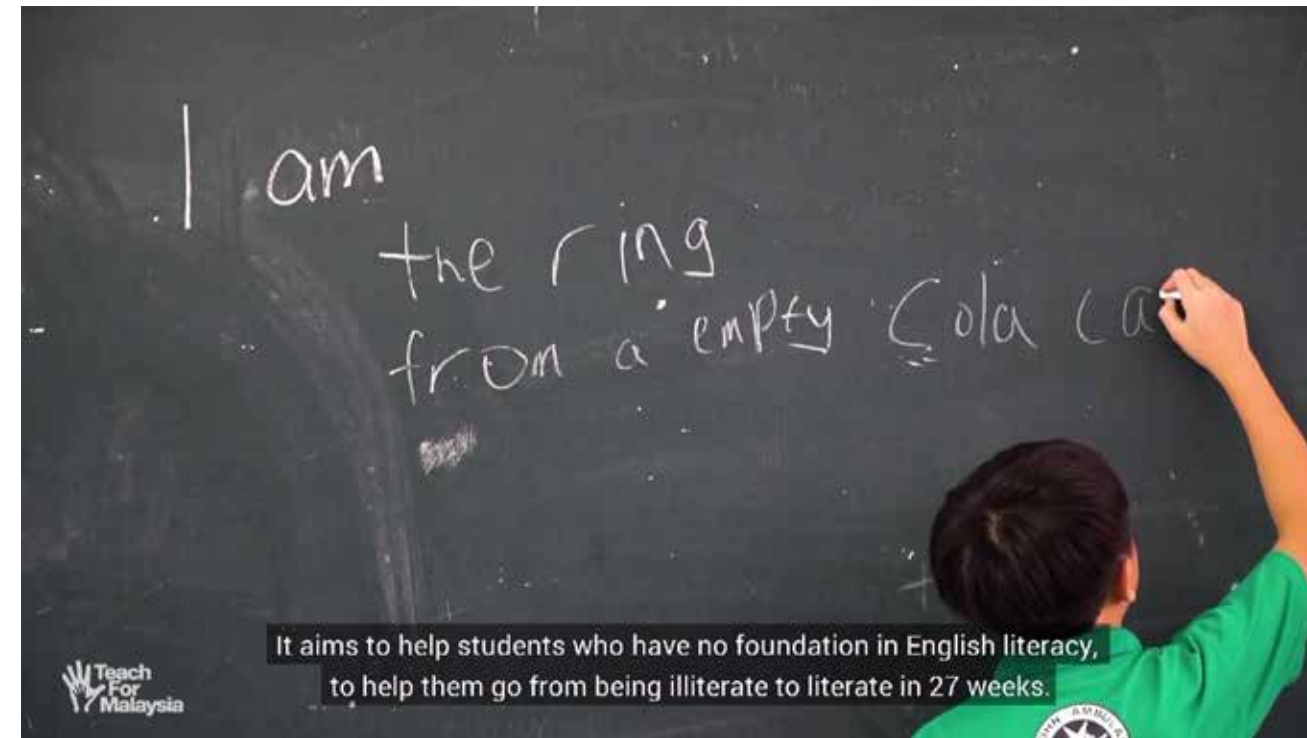 I am
the ring
from a empty Cola ca
It aims to help students who have no foundation in English literacy,
to help them go from being illiterate to literate in 27 weeks.
Teach
For
Malaysia